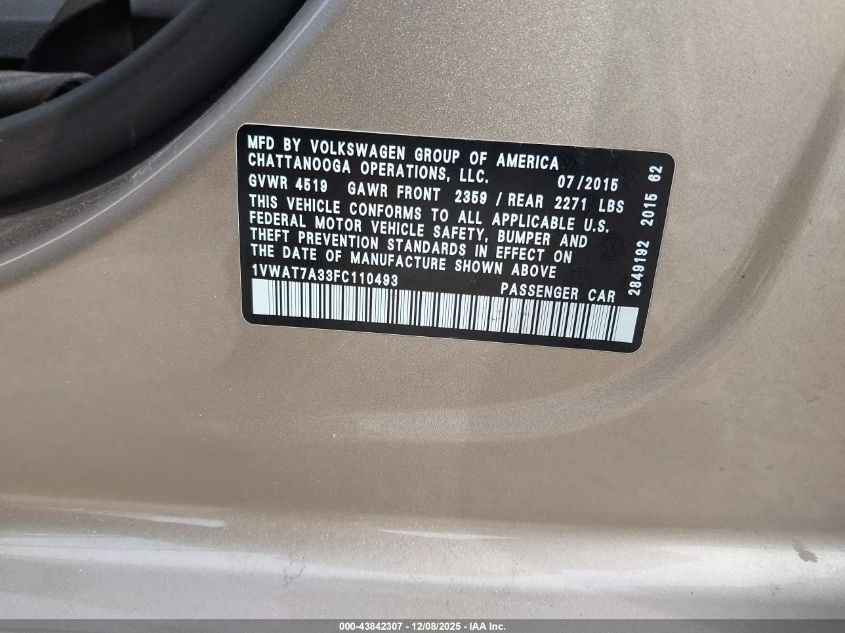 MFD BY VOLKSWAGEN GROUP OF AMERICA
CHATTANOOGA OPERATIONS, LLC. 07/2015
GVWR 4519 GAWR FRONT 2359 / REAR 2271 LBS
THIS VEHICLE CONFORMS TO ALL APPLICABLE U.S.
FEDERAL MOTOR VEHICLE SAFETY, BUMPER AND
THEFT PREVENTION STANDARDS IN EFFECT ON
THE DATE OF MANUFACTURE SHOWN ABOVE
1VWAT7A33FC110493 PASSENGER CAR
2849192 2015 62
000-43842307 / 12/08/2025 - IAA Inc.